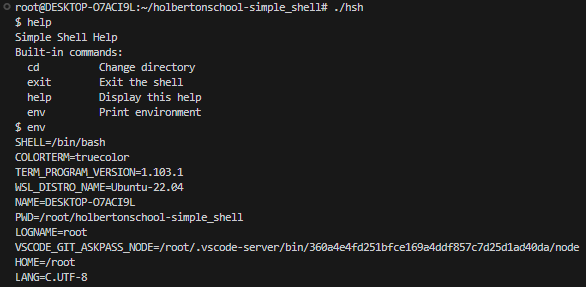 root@DESKTOP-O7ACI9L:~/holbertonschool-simple_shell# ./hsh
$ help
Simple Shell Help
Built-in commands:
  cd         Change directory
  exit       Exit the shell
  help       Display this help
  env        Print environment
$ env
SHELL=/bin/bash
COLORTERM=truecolor
TERM_PROGRAM_VERSION=1.103.1
WSL_DISTRO_NAME=Ubuntu-22.04
NAME=DESKTOP-O7ACI9L
PWD=/root/holbertonschool-simple_shell
LOGNAME=root
VSCODE_GIT_ASKPASS_NODE=/root/.vscode-server/bin/360a4e4fd251bfce169a4ddf857c7d25d1ad40da/node
HOME=/root
LANG=C.UTF-8